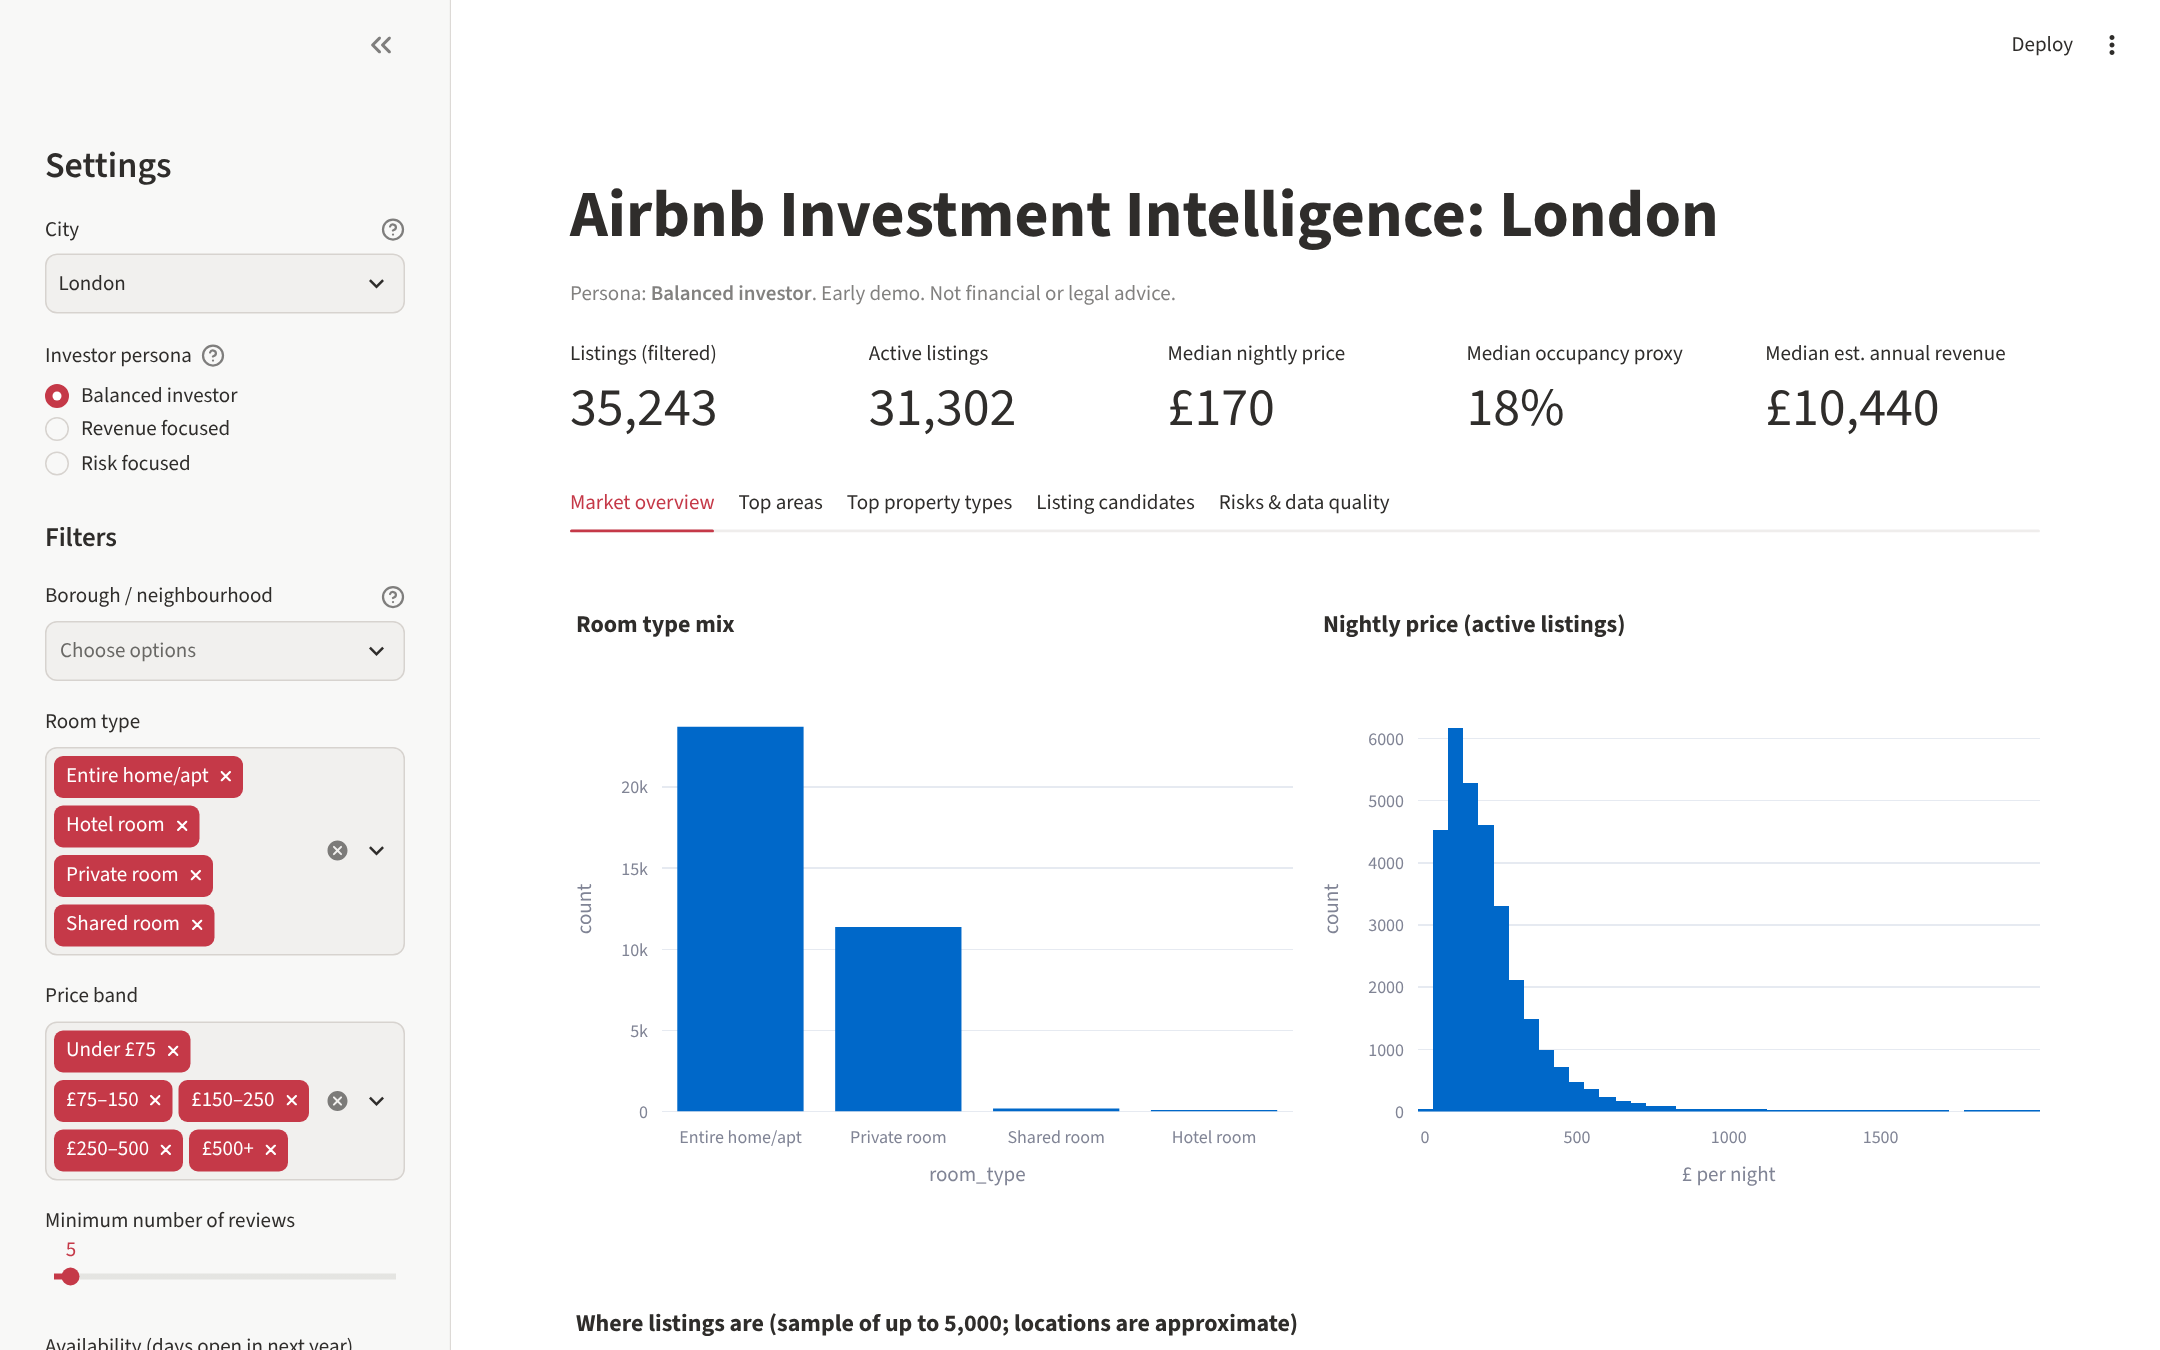 Deploy
Settings
City
London
Investor persona
Balanced investor
Revenue focused
Risk focused
Filters
Borough / neighbourhood
Choose options
Room type
Entire home/apt
Hotel room
Private room
Shared room
Price band
Under £75
£75–150 £150–250
£250–500 £500+
Minimum number of reviews
5
Availability (days open in next year)
Airbnb Investment Intelligence: London
Persona: Balanced investor. Early demo. Not financial or legal advice.
Listings (filtered)
35,243
Active listings
31,302
Median nightly price
£170
Median occupancy proxy
18%
Median est. annual revenue
£10,440
Market overview Top areas Top property types Listing candidates Risks & data quality
Room type mix
count
20k
15k
10k
5k
0
Entire home/apt Private room Shared room Hotel room
room_type
Nightly price (active listings)
count
6000
5000
4000
3000
2000
1000
0
0 500 1000 1500
£ per night
Where listings are (sample of up to 5,000; locations are approximate)